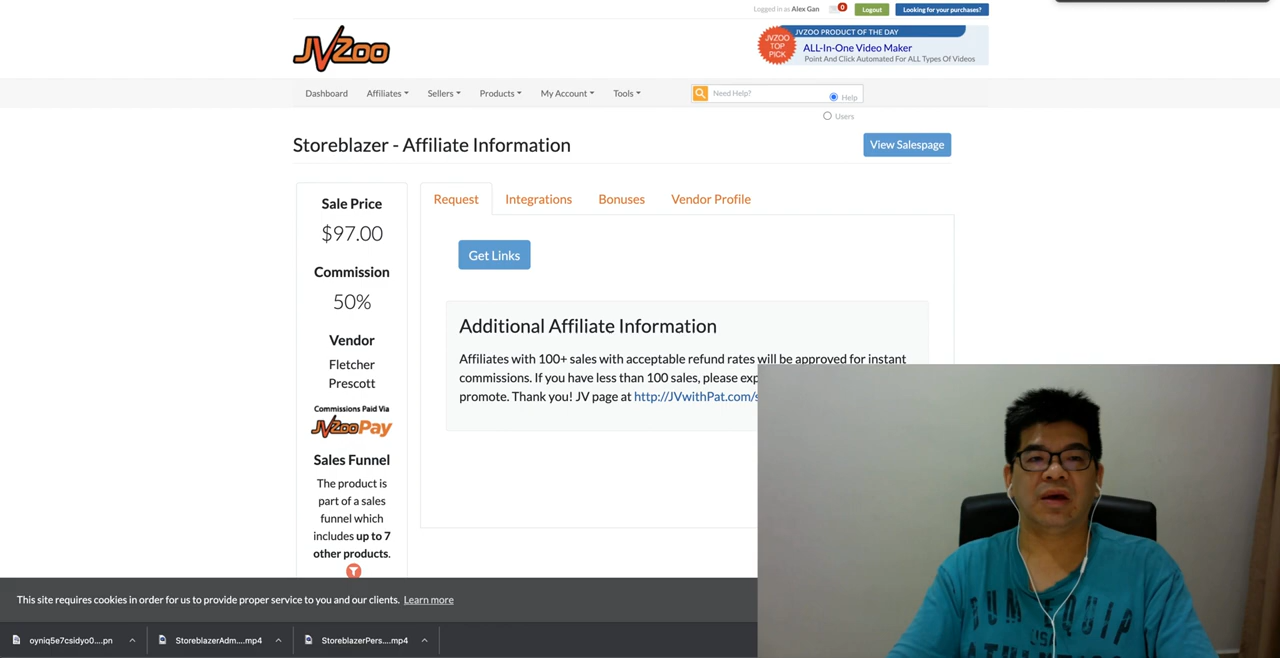 Logged in as Alex Gan
0
Logout
Looking for your purchases?
JVZoo
JVZOO TOP PICK
JVZOO PRODUCT OF THE DAY
ALL-In-One Video Maker
Point And Click Automated For ALL Types Of Videos
Dashboard
Affiliates
Sellers
Products
My Account
Tools
Need Help?
Help
Users
Storeblazer - Affiliate Information
View Salespage
Sale Price
$97.00
Commission
50%
Vendor
Fletcher
Prescott
Commissions Paid Via
JVZooPay
Sales Funnel
The product is
part of a sales
funnel which
includes up to 7
other products.
Request
Integrations
Bonuses
Vendor Profile
Get Links
Additional Affiliate Information
Affiliates with 100+ sales with acceptable refund rates will be approved for instant
commissions. If you have less than 100 sales, please exp
promote. Thank you! JV page at http://JVwithPat.com/s
This site requires cookies in order for us to provide proper service to you and our clients. Learn more
oyniq5e7csidyo0....pn
StoreblazerAdm....mp4
StoreblazerPers....mp4
BUM EQUIP
USA